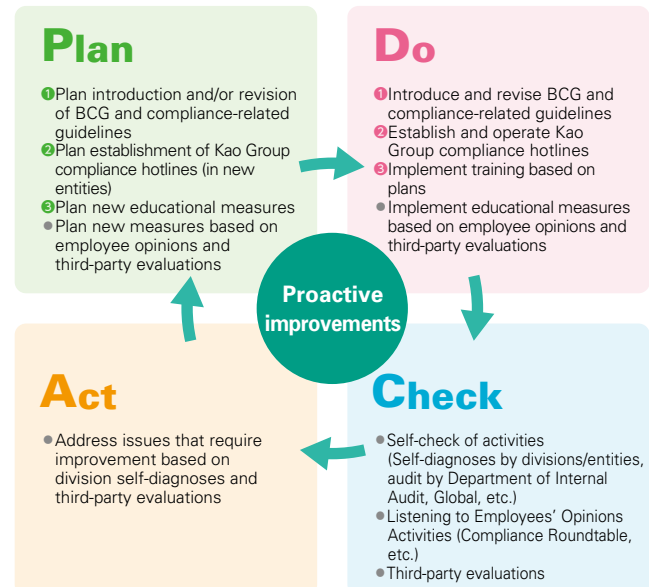 Plan
❶Plan introduction and/or revision
of BCG and compliance-related
guidelines
❷Plan establishment of Kao Group
compliance hotlines (in new
entities)
❸Plan new educational measures
●Plan new measures based on
employee opinions and
third-party evaluations
Do
❶Introduce and revise BCG and
compliance-related guidelines
❷Establish and operate Kao
Group compliance hotlines
❸Implement training based on
plans
●Implement educational measures
based on employee opinions and
third-party evaluations
Proactive
improvements
Act
●Address issues that require
improvement based on
division self-diagnoses and
third-party evaluations
Check
●Self-check of activities
(Self-diagnoses by divisions/entities,
audit by Department of Internal
Audit, Global, etc.)
●Listening to Employees’ Opinions
Activities (Compliance Roundtable,
etc.)
●Third-party evaluations